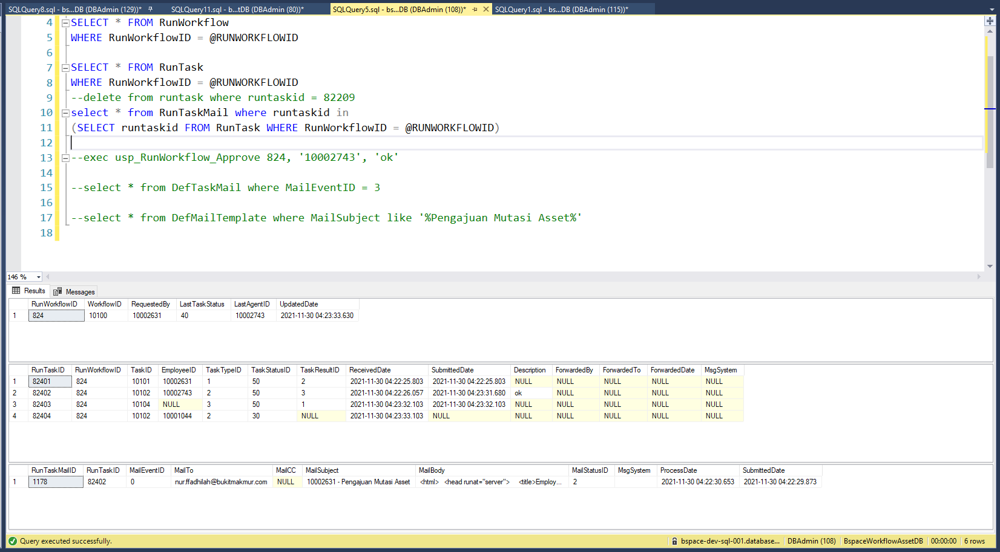 SQLQuery8.sql - bs...DB (DBAdmin (129))* SQLQuery11.sql - b...tDB (DBAdmin (80))* SQLQuery5.sql - bs...DB (DBAdmin (108))* SQLQuery1.sql - bs...DB (DBAdmin (115))*
4 SELECT * FROM RunWorkflow
5 WHERE RunWorkflowID = @RUNWORKFLOWID
6
7 SELECT * FROM RunTask
8 WHERE RunWorkflowID = @RUNWORKFLOWID
9 --delete from runtask where runtaskid = 82209
10 select * from RunTaskMail where runtaskid in
11 (SELECT runtaskid FROM RunTask WHERE RunWorkflowID = @RUNWORKFLOWID)
12
13 --exec usp_RunWorkflow_Approve 824, '10002743', 'ok'
14
15 --select * from DefTaskMail where MailEventID = 3
16
17 --select * from DefMailTemplate where MailSubject like '%Pengajuan Mutasi Asset%'
18
146 %
Results Messages
RunWorkflowID WorkflowID RequestedBy LastTaskStatus LastAgentID UpdatedDate
1 824 10100 10002631 40 10002743 2021-11-30 04:23:33.630
RunTaskID RunWorkflowID TaskID EmployeeID TaskTypeID TaskStatusID TaskResultID ReceivedDate SubmittedDate Description ForwardedBy ForwardedTo ForwardedDate MsgSystem
1 82401 824 10101 10002631 1 50 2 2021-11-30 04:22:25.803 2021-11-30 04:22:25.803 NULL NULL NULL NULL NULL
2 82402 824 10102 10002743 2 50 3 2021-11-30 04:22:26.057 2021-11-30 04:23:31.680 ok NULL NULL NULL NULL
3 82403 824 10104 NULL 3 50 1 2021-11-30 04:23:32.103 2021-11-30 04:23:32.103 NULL NULL NULL NULL NULL
4 82404 824 10102 10001044 2 30 NULL 2021-11-30 04:23:33.103 NULL NULL NULL NULL NULL NULL
RunTaskMailID RunTaskID MailEventID MailTo MailCC MailSubject MailBody MailStatusID MsgSystem ProcessDate SubmittedDate
1 1178 82402 0 nur.ffadhilah@bukitmakmur.com NULL 10002631 - Pengajuan Mutasi Asset <html> <head runat="server"> <title>Employ... 2 2021-11-30 04:22:30.653 2021-11-30 04:22:29.873
Query executed successfully. bspace-dev-sql-001.database... DBAdmin (108) BspaceWorkflowAssetDB 00:00:00 6 rows